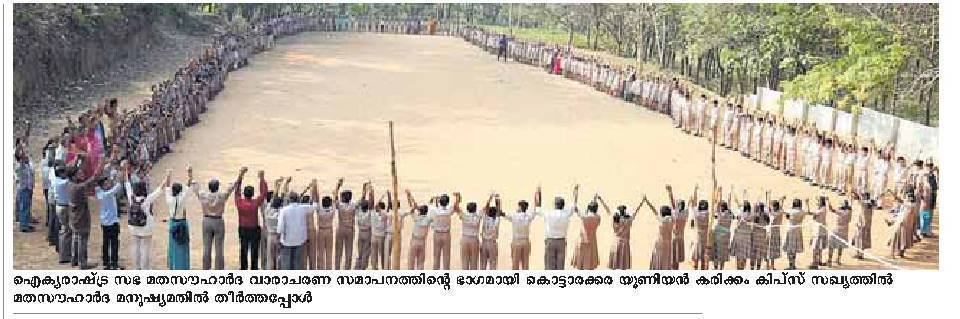 ഐക്യരാഷ്ട്ര സഭ മതസൗഹാർദ വാരാചരണ സമാപനത്തിന്റെ ഭാഗമായി കൊട്ടാരക്കര യൂണിയൻ കരിക്കം കിപ്സ് സഖ്യത്തിൽ
മതസൗഹാർദ മനുഷ്യമതിൽ തീർത്തപ്പോൾ